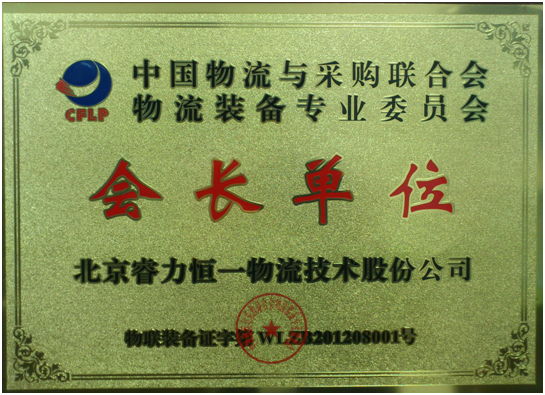 CFLP
中国物流与采购联合会
物流装备专业委员会
会长单位
北京睿力恒一物流技术股份公司
物联装备证字第 WLZB201208001号